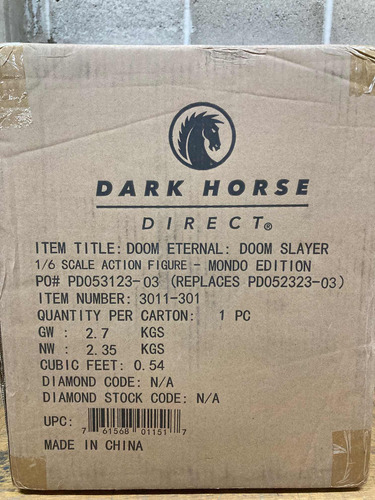 DARK HORSE
DIRECT®
ITEM TITLE: DOOM ETERNAL: DOOM SLAYER
1/6 SCALE ACTION FIGURE - MONDO EDITION
PO# PD053123-03 (REPLACES PD052323-03)
ITEM NUMBER: 3011-301
QUANTITY PER CARTON: 1 PC
GW : 2.7 KGS
NW : 2.35 KGS
CUBIC FEET: 0.54
DIAMOND CODE: N/A
DIAMOND STOCK CODE: N/A
UPC:
7 61568 01151 7
MADE IN CHINA